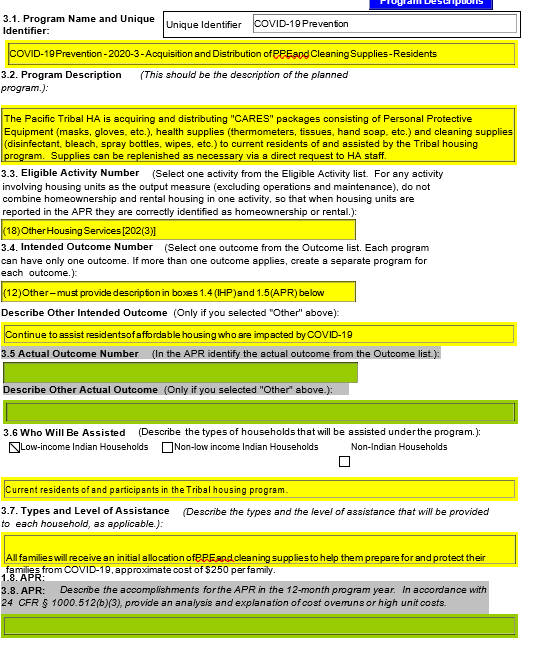 Program Descriptions
3.1. Program Name and Unique
Identifier:
Unique Identifier
COVID-19 Prevention
COVID-19 Prevention - 2020-3 - Acquisition and Distribution of PPE and Cleaning Supplies - Residents
3.2. Program Description (This should be the description of the planned
program.):
The Pacific Tribal HA is acquiring and distributing "CARES" packages consisting of Personal Protective
Equipment (masks, gloves, etc.), health supplies (thermometers, tissues, hand soap, etc.) and cleaning supplies
(disinfectant, bleach, spray bottles, wipes, etc.) to current residents of and assisted by the Tribal housing
program. Supplies can be replenished as necessary via a direct request to HA staff.
3.3. Eligible Activity Number (Select one activity from the Eligible Activity list. For any activity
involving housing units as the output measure (excluding operations and maintenance), do not
combine homeownership and rental housing in one activity, so that when housing units are
reported in the APR they are correctly identified as homeownership or rental.):
(18) Other Housing Services [202(3)]
3.4. Intended Outcome Number (Select one outcome from the Outcome list. Each program
can have only one outcome. If more than one outcome applies, create a separate program for
each outcome.):
(12) Other – must provide description in boxes 1.4 (IHP) and 1.5 (APR) below
Describe Other Intended Outcome (Only if you selected "Other" above):
Continue to assist residents of affordable housing who are impacted by COVID-19
3.5 Actual Outcome Number (In the APR identify the actual outcome from the Outcome list.):
Describe Other Actual Outcome (Only if you selected "Other" above.):
3.6 Who Will Be Assisted (Describe the types of households that will be assisted under the program.):
Low-income Indian Households Non-low income Indian Households Non-Indian Households
Current residents of and participants in the Tribal housing program.
3.7. Types and Level of Assistance (Describe the types and the level of assistance that will be provided
to each household, as applicable.):
All families will receive an initial allocation of PPE and cleaning supplies to help them prepare for and protect their
families from COVID-19, approximate cost of $250 per family.
1.8. APR:
3.8. APR: Describe the accomplishments for the APR in the 12-month program year. In accordance with
24 CFR § 1000.512(b)(3), provide an analysis and explanation of cost overruns or high unit costs.